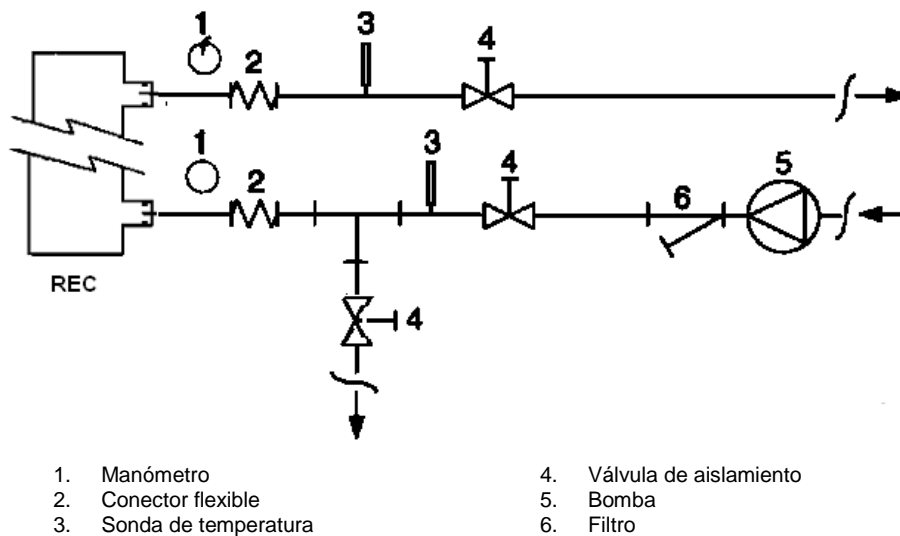 1
2
3
4
1
2
3
4
5
6
REC
4
1. Manómetro
2. Conector flexible
3. Sonda de temperatura
4. Válvula de aislamiento
5. Bomba
6. Filtro